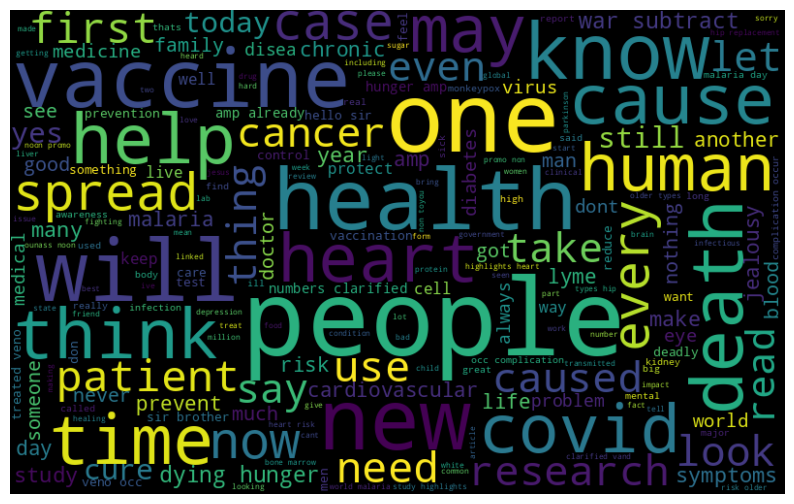 made thats getting
first today case may know let
heard including please two love
medicine family disea chronic feel report war subtract sorry
sugar hip replacement
drug hard global malaria day
vaccine well even virus cause
monkeypox real
see prevention amp already hunger amp parkinson
hello sir said start
yes help cancer one still another
moon promo year amp sick man
liver good live control light promo non human
something lab find protect week review women clinical
spread thing doctor diabetes high dont older types long
issue awareness bring complication occur
many malaria vaccination government nothing
fighting health form reduce brain infectious
ounass noon used mean every death jealousy
medical keep linked heart got take blood
will care test protein highlights heart
body ill seen lyme want
best numbers clarified cell always part types hip
state really infection depression way make
friend million treat people work eye
think food condition lot number deadly
treated veno don bad child transmitted kidney read
patient risk use occ complication great caused big
say cardiovascular life problem mental impact
someone never prevent called much give fact tell world
sir brother heart risk
time now healing cant new covid look
day cure bone marrow men need article major
study veno occ dying hunger white common research symptoms
looking world malaria study highlights clarified vand risk older